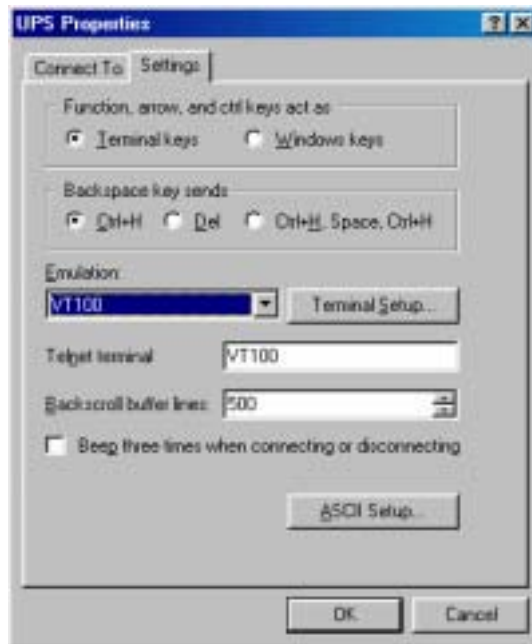 UPS Properties
Connect To
Settings
Function, arrow, and ctrl keys act as
Terminal keys
Windows keys
Backspace key sends
Ctrl+H
Del
Ctrl+H, Space, Ctrl+H
Emulation:
VT100
Terminal Setup...
Telnet terminal
VT100
Backscroll buffer lines:
500
Beep three times when connecting or disconnecting
ASCII Setup...
OK
Cancel